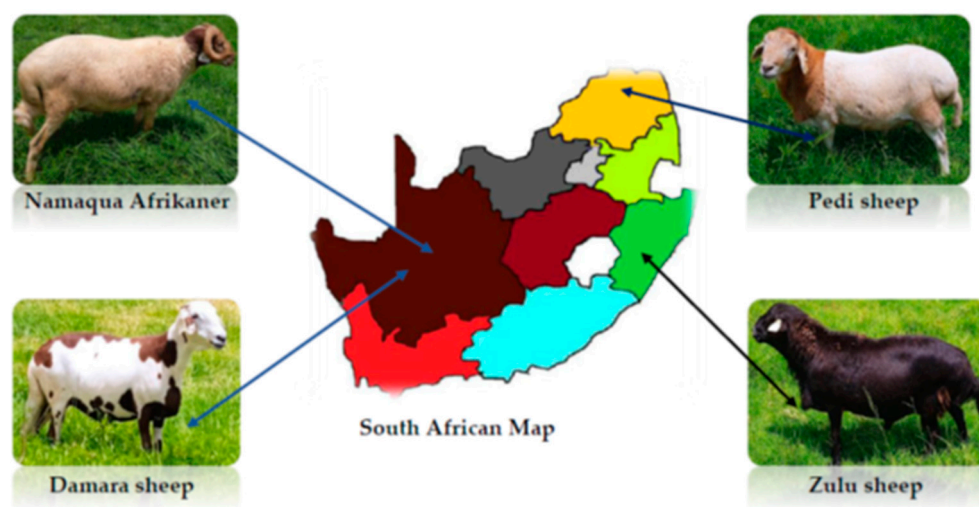 Namaqua Afrikaner
Pedi sheep
South African Map
Damara sheep
Zulu sheep